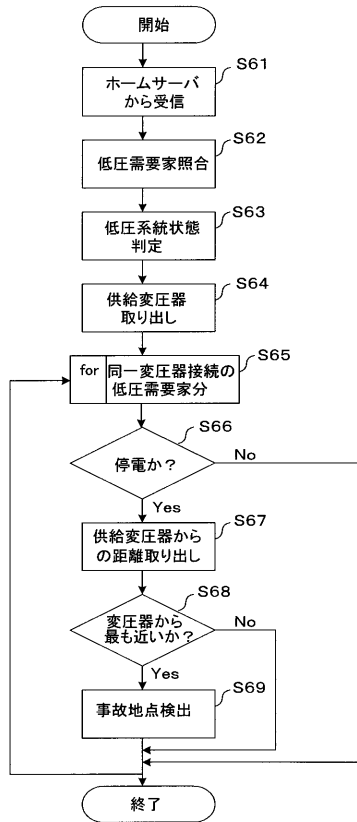 開始
S61
ホームサーバ
から受信
S62
低圧需要家照合
S63
低圧系統状態
判定
S64
供給変圧器
取り出し
S65
for 同一変圧器接続の
低圧需要家分
S66
停電か？
No
Yes
S67
供給変圧器から
の距離取り出し
S68
変圧器から
最も近いか？
No
Yes
S69
事故地点検出
終了